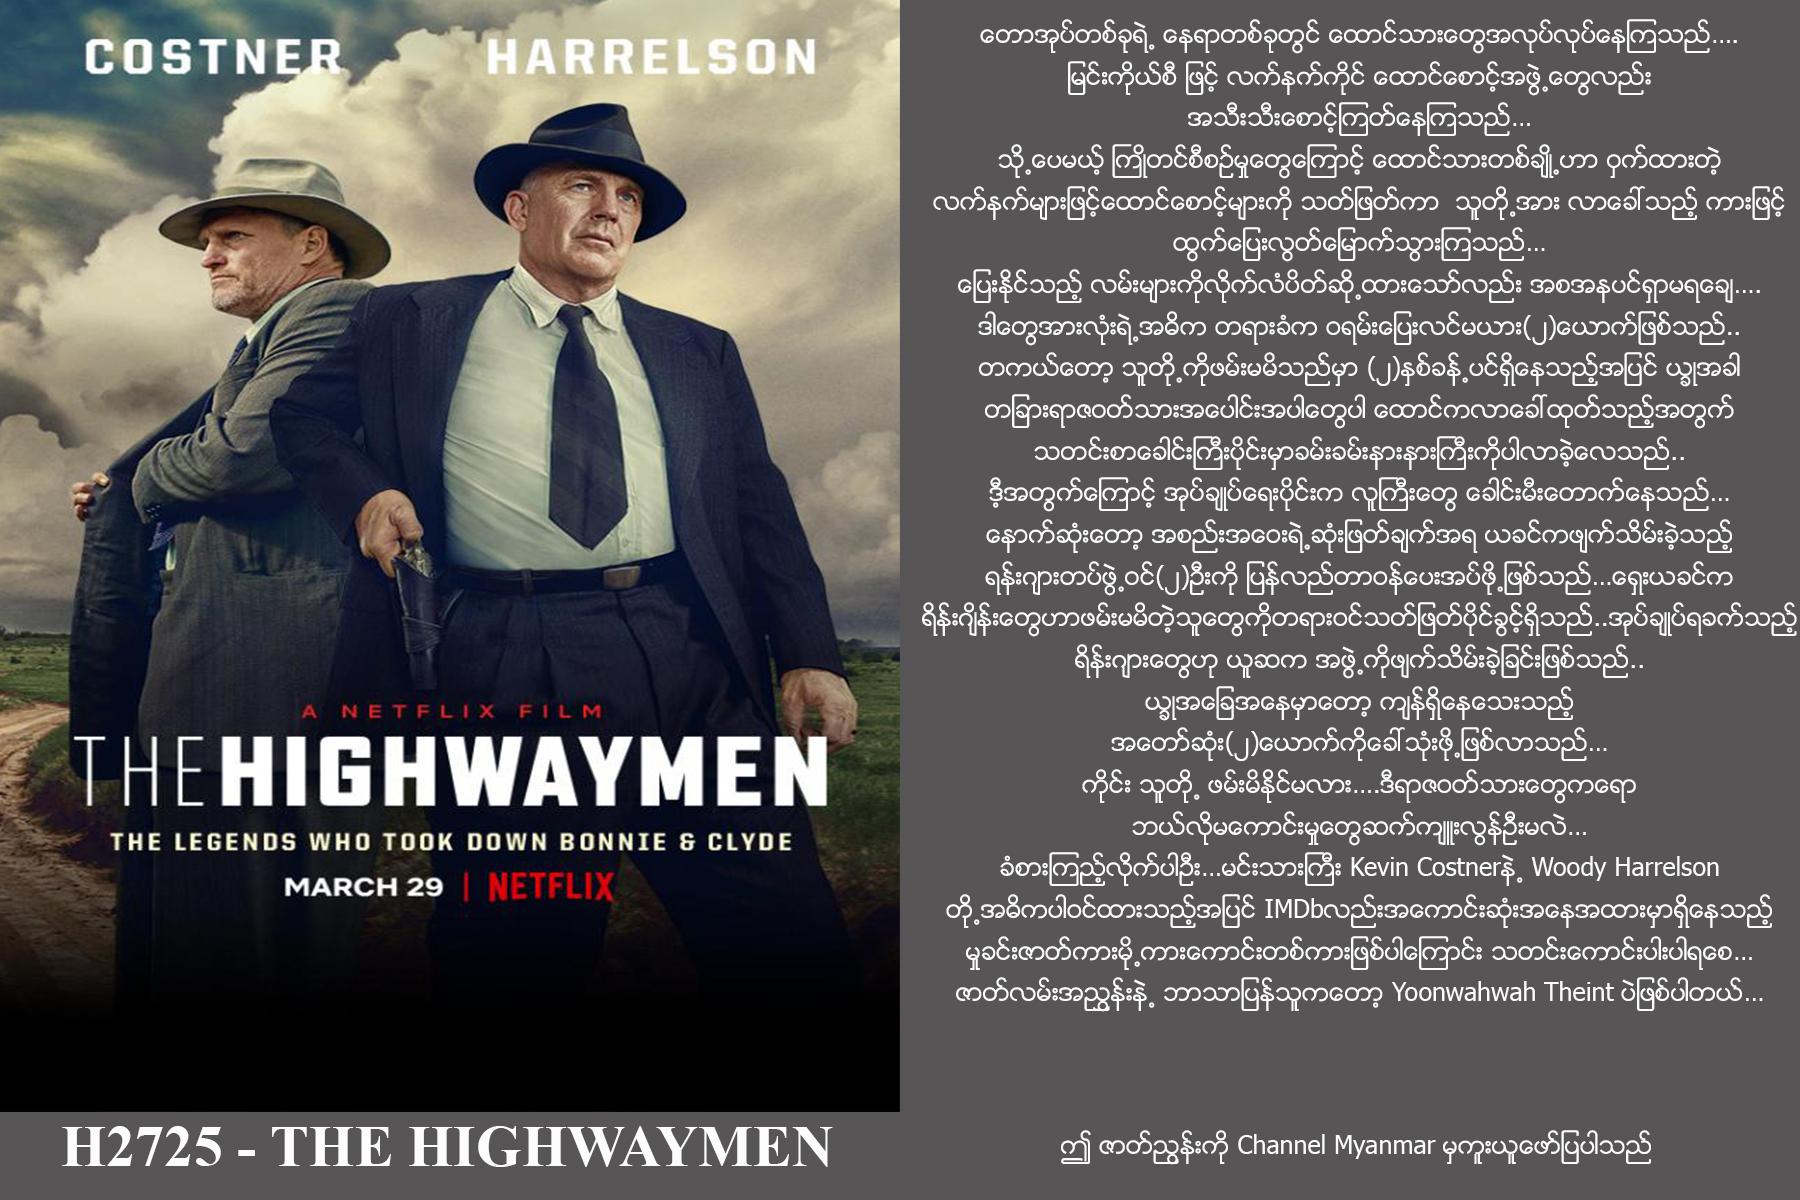 COSTNER HARRELSON
A NETFLIX FILM
THE HIGHWAYMEN
THE LEGENDS WHO TOOK DOWN BONNIE & CLYDE
MARCH 29 | NETFLIX
H2725 - THE HIGHWAYMEN
တောအုပ်တစ်ခုရဲ့ နေရာတစ်ခုတွင် ထောင်သားတွေအလုပ်လုပ်နေကြသည်....
မြင်းကိုယ်စီ ဖြင့် လက်နက်ကိုင် ထောင်စောင့်အဖွဲ့တွေလည်း
အသီးသီးစောင့်ကြတ်နေကြသည်...
သို့ပေမယ့် ကြိုတင်စီစဉ်မှုတွေကြောင့် ထောင်သားတစ်ချို့ဟာ ဝှက်ထားတဲ့
လက်နက်များဖြင့်ထောင်စောင့်များကို သတ်ဖြတ်ကာ သူတို့အား လာခေါ်သည့် ကားဖြင့်
ထွက်ပြေးလွတ်မြောက်သွားကြသည်...
ပြေးနိုင်သည့် လမ်းများကိုလိုက်လံပိတ်ဆို့ထားသော်လည်း အစအနပင်ရှာမရချေ....
ဒါတွေအားလုံးရဲ့အဓိက တရားခံက ဝရမ်းပြေးလင်မယား(၂)ယောက်ဖြစ်သည်..
တကယ်တော့ သူတို့ကိုဖမ်းမမိသည်မှာ (၂)နှစ်ခန့်ပင်ရှိနေသည့်အပြင် ယ္ခုအခါ
တခြားရာဇဝတ်သားအပေါင်းအပါတွေပါ ထောင်ကလာခေါ်ထုတ်သည့်အတွက်
သတင်းစာခေါင်းကြီးပိုင်းမှာခမ်းခမ်းနားနားကြီးကိုပါလာခဲ့လေသည်..
ဒီ့အတွက်ကြောင့် အုပ်ချုပ်ရေးပိုင်းက လူကြီးတွေ ခေါင်းမီးတောက်နေသည်...
နောက်ဆုံးတော့ အစည်းအဝေးရဲ့ဆုံးဖြတ်ချက်အရ ယခင်ကဖျက်သိမ်းခဲ့သည့်
ရန်းဂျားတပ်ဖွဲ့ဝင်(၂)ဦးကို ပြန်လည်တာဝန်ပေးအပ်ဖို့ဖြစ်သည်...ရှေးယခင်က
ရိန်းဂျိန်းတွေဟာဖမ်းမမိတဲ့သူတွေကိုတရားဝင်သတ်ဖြတ်ပိုင်ခွင့်ရှိသည်..အုပ်ချုပ်ရခက်သည့်
ရိန်းဂျားတွေဟု ယူဆက အဖွဲ့ကိုဖျက်သိမ်းခဲ့ခြင်းဖြစ်သည်..
ယ္ခုအခြေအနေမှာတော့ ကျန်ရှိနေသေးသည့်
အတော်ဆုံး(၂)ယောက်ကိုခေါ်သုံးဖို့ဖြစ်လာသည်...
ကိုင်း သူတို့ ဖမ်းမိနိုင်မလား....ဒီရာဇဝတ်သားတွေကရော
ဘယ်လိုမကောင်းမှုတွေဆက်ကျူးလွန်ဦးမလဲ...
ခံစားကြည့်လိုက်ပါဦး...မင်းသားကြီး Kevin Costnerနဲ့ Woody Harrelson
တို့အဓိကပါဝင်ထားသည့်အပြင် IMDbလည်းအကောင်းဆုံးအနေအထားမှာရှိနေသည့်
မှုခင်းဇာတ်ကားမို့ကားကောင်းတစ်ကားဖြစ်ပါကြောင်း သတင်းကောင်းပါးပါရစေ...
ဇာတ်လမ်းအညွှန်းနဲ့ ဘာသာပြန်သူကတော့ Yoonwahwah Theint ပဲဖြစ်ပါတယ်...
ဤ ဇာတ်ညွှန်းကို Channel Myanmar မှကူးယူဖော်ပြပါသည်